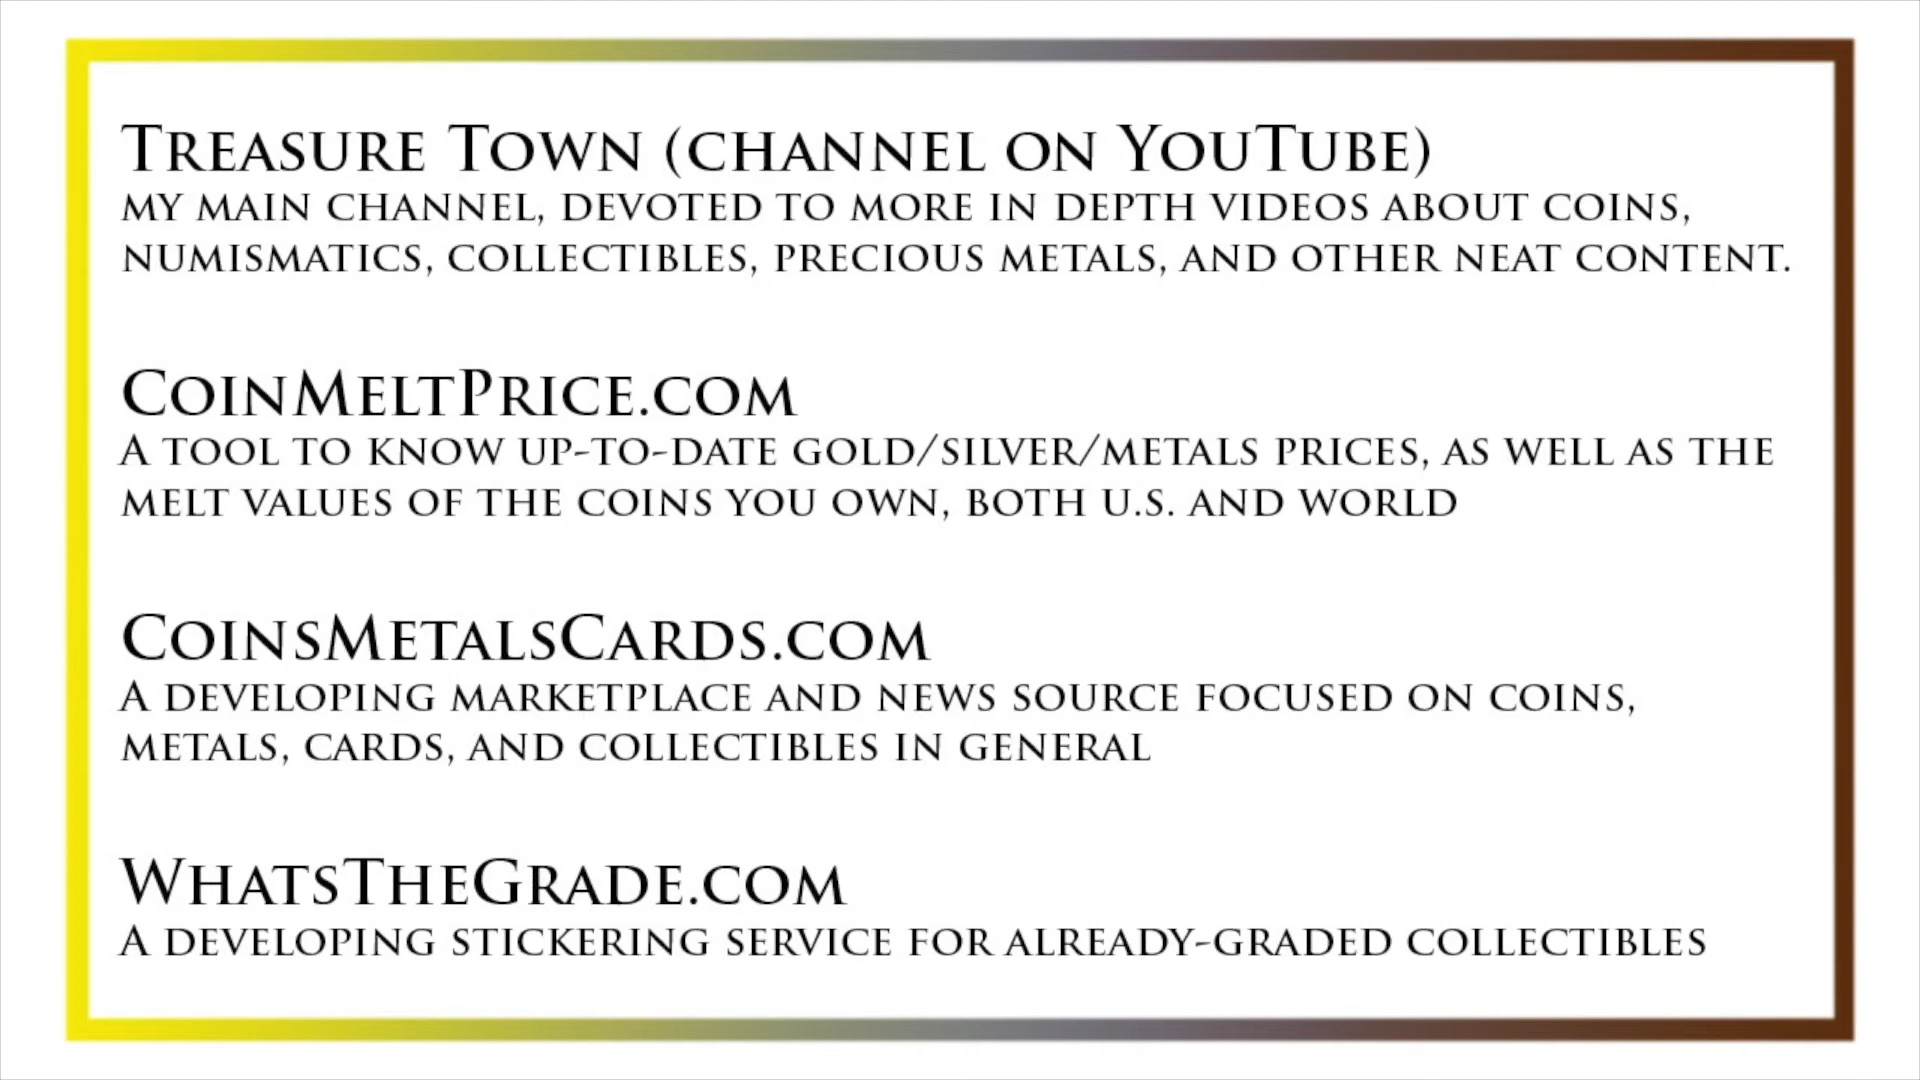 Treasure Town (channel on YouTube)
my main channel, devoted to more in depth videos about coins,
numismatics, collectibles, precious metals, and other neat content.
CoinMeltPrice.com
A tool to know up-to-date gold/silver/metals prices, as well as the
melt values of the coins you own, both U.S. and world
CoinsMetalsCards.com
A developing marketplace and news source focused on coins,
metals, cards, and collectibles in general
WhatsTheGrade.com
A developing stickering service for already-graded collectibles